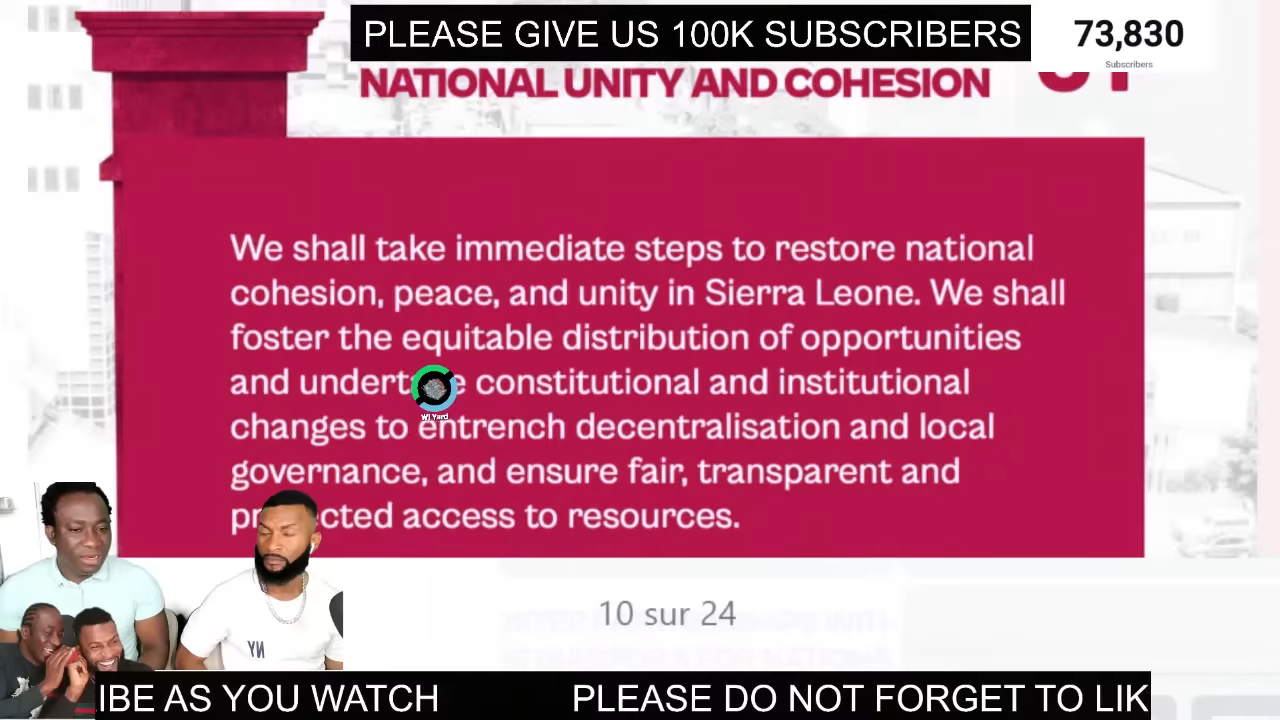 PLEASE GIVE US 100K SUBSCRIBERS
73,830
Subscribers
NATIONAL UNITY AND COHESION
We shall take immediate steps to restore national
cohesion, peace, and unity in Sierra Leone. We shall
foster the equitable distribution of opportunities
and constitutional and institutional
Wi Yard
changes to entrench decentralisation and local
governance, and ensure fair, transparent and
access to resources.
10 sur 24
IBE AS YOU WATCH
PLEASE DO NOT FORGET TO LIK